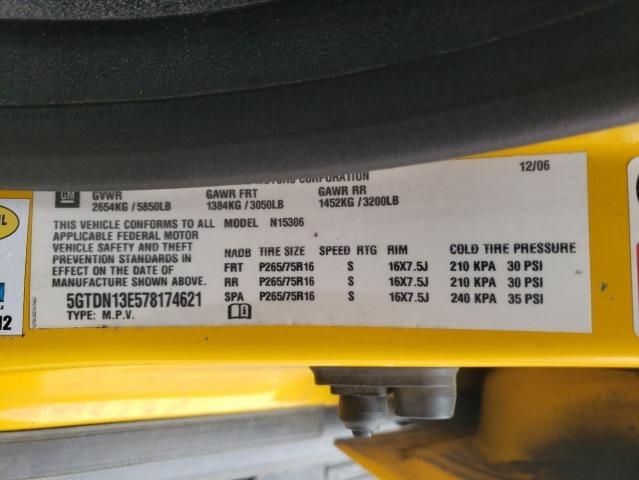 MOTORS CORPORATION
12/06
GM
GVWR GAWR FRT GAWR RR
2654KG / 5850LB 1384KG / 3050LB 1452KG / 3200LB
THIS VEHICLE CONFORMS TO ALL MODEL N15306
APPLICABLE FEDERAL MOTOR
VEHICLE SAFETY AND THEFT
PREVENTION STANDARDS IN
EFFECT ON THE DATE OF
MANUFACTURE SHOWN ABOVE.
5GTDN13E578174621
TYPE: M.P.V.
NADB TIRE SIZE SPEED RTG RIM COLD TIRE PRESSURE
FRT P265/75R16 S 16X7.5J 210 KPA 30 PSI
RR P265/75R16 S 16X7.5J 210 KPA 30 PSI
SPA P265/75R16 S 16X7.5J 240 KPA 35 PSI